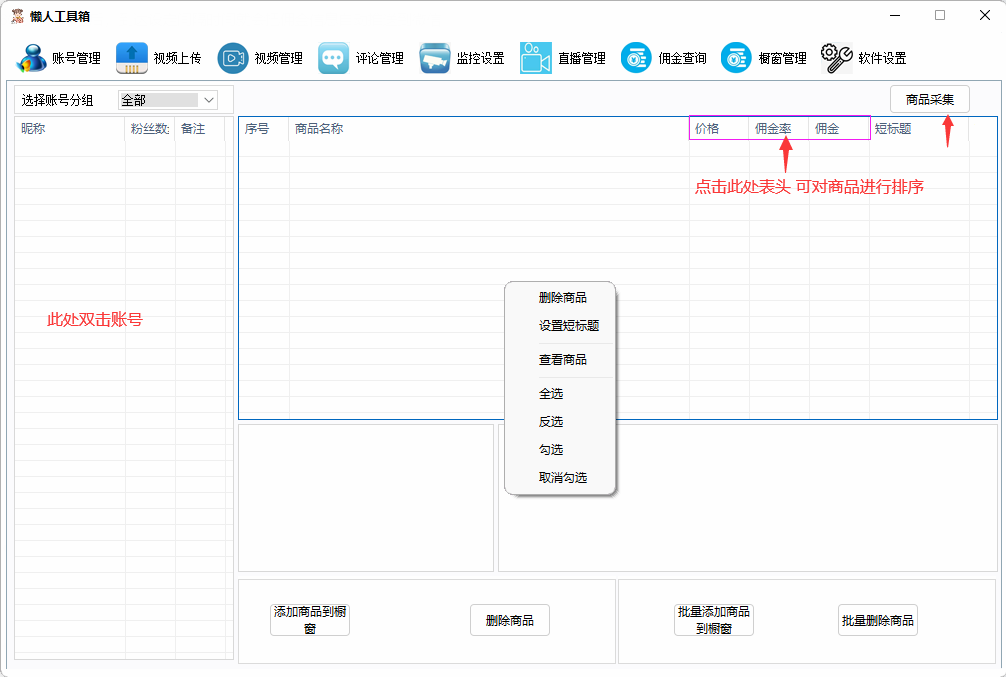 懒人工具箱
账号管理 视频上传 视频管理 评论管理 监控设置 直播管理 佣金查询 橱窗管理 软件设置
选择账号分组 全部 商品采集
昵称 粉丝数; 备注 序号 商品名称 价格 佣金率 佣金 短标题
点击此处表头 可对商品进行排序
删除商品
此处双击账号
设置短标题
查看商品
全选
反选
勾选
取消勾选
添加商品到橱
窗
删除商品
批量添加商品
到橱窗
批量删除商品